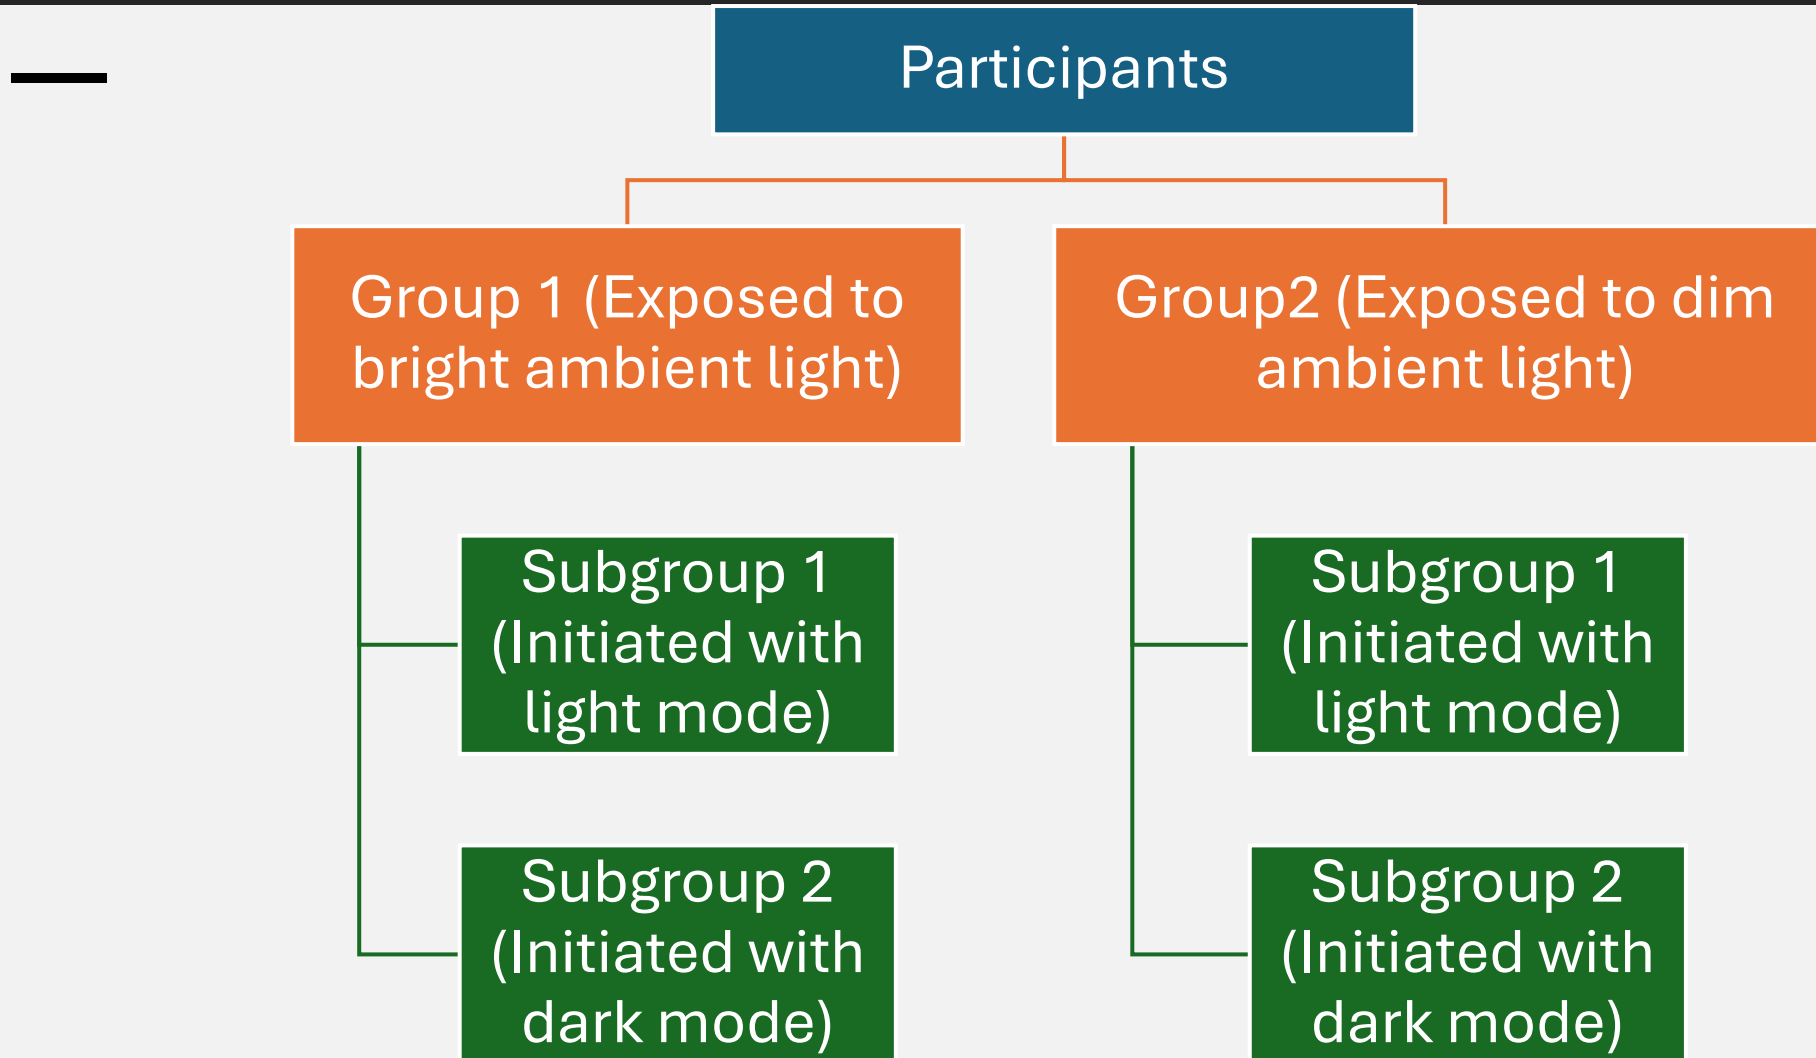 Participants
Group 1 (Exposed to
bright ambient light)
Group2 (Exposed to dim
ambient light)
Subgroup 1
(Initiated with
light mode)
Subgroup 2
(Initiated with
dark mode)
Subgroup 1
(Initiated with
light mode)
Subgroup 2
(Initiated with
dark mode)